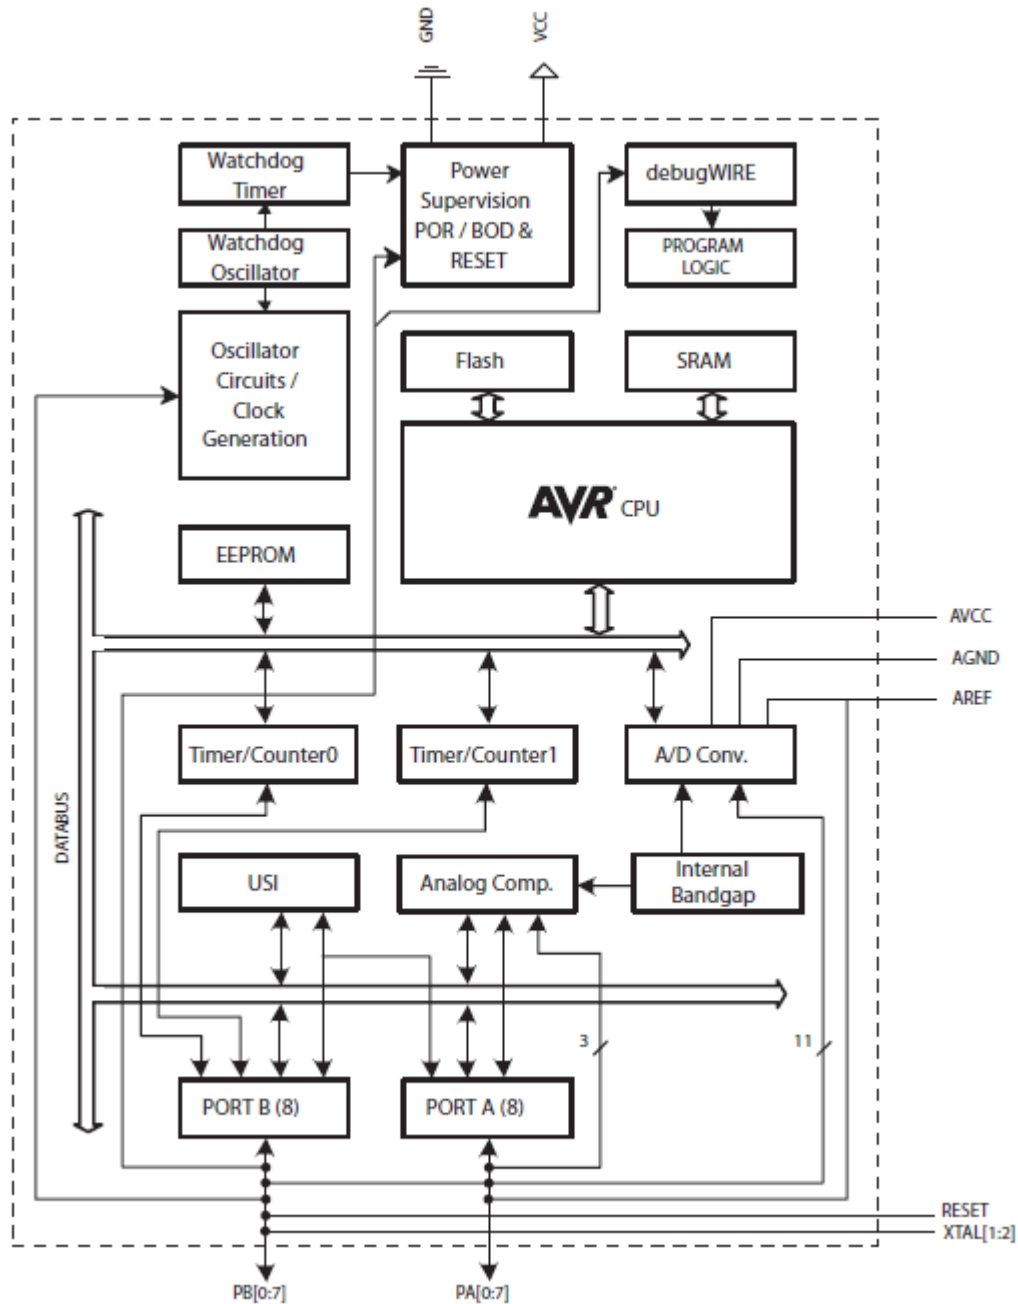 GND
VCC
Watchdog
Timer
Power
Supervision
POR / BOD &
RESET
debugWIRE
Watchdog
Oscillator
PROGRAM
LOGIC
Oscillator
Circuits /
Clock
Generation
Flash
SRAM
AVR CPU
EEPROM
AVCC
AGND
AREF
Timer/Counter0
Timer/Counter1
A/D Conv.
DATABUS
USI
Analog Comp.
Internal
Bandgap
3
11
PORT B (8)
PORT A (8)
RESET
XTAL[1:2]
PB[0:7]
PA[0:7]